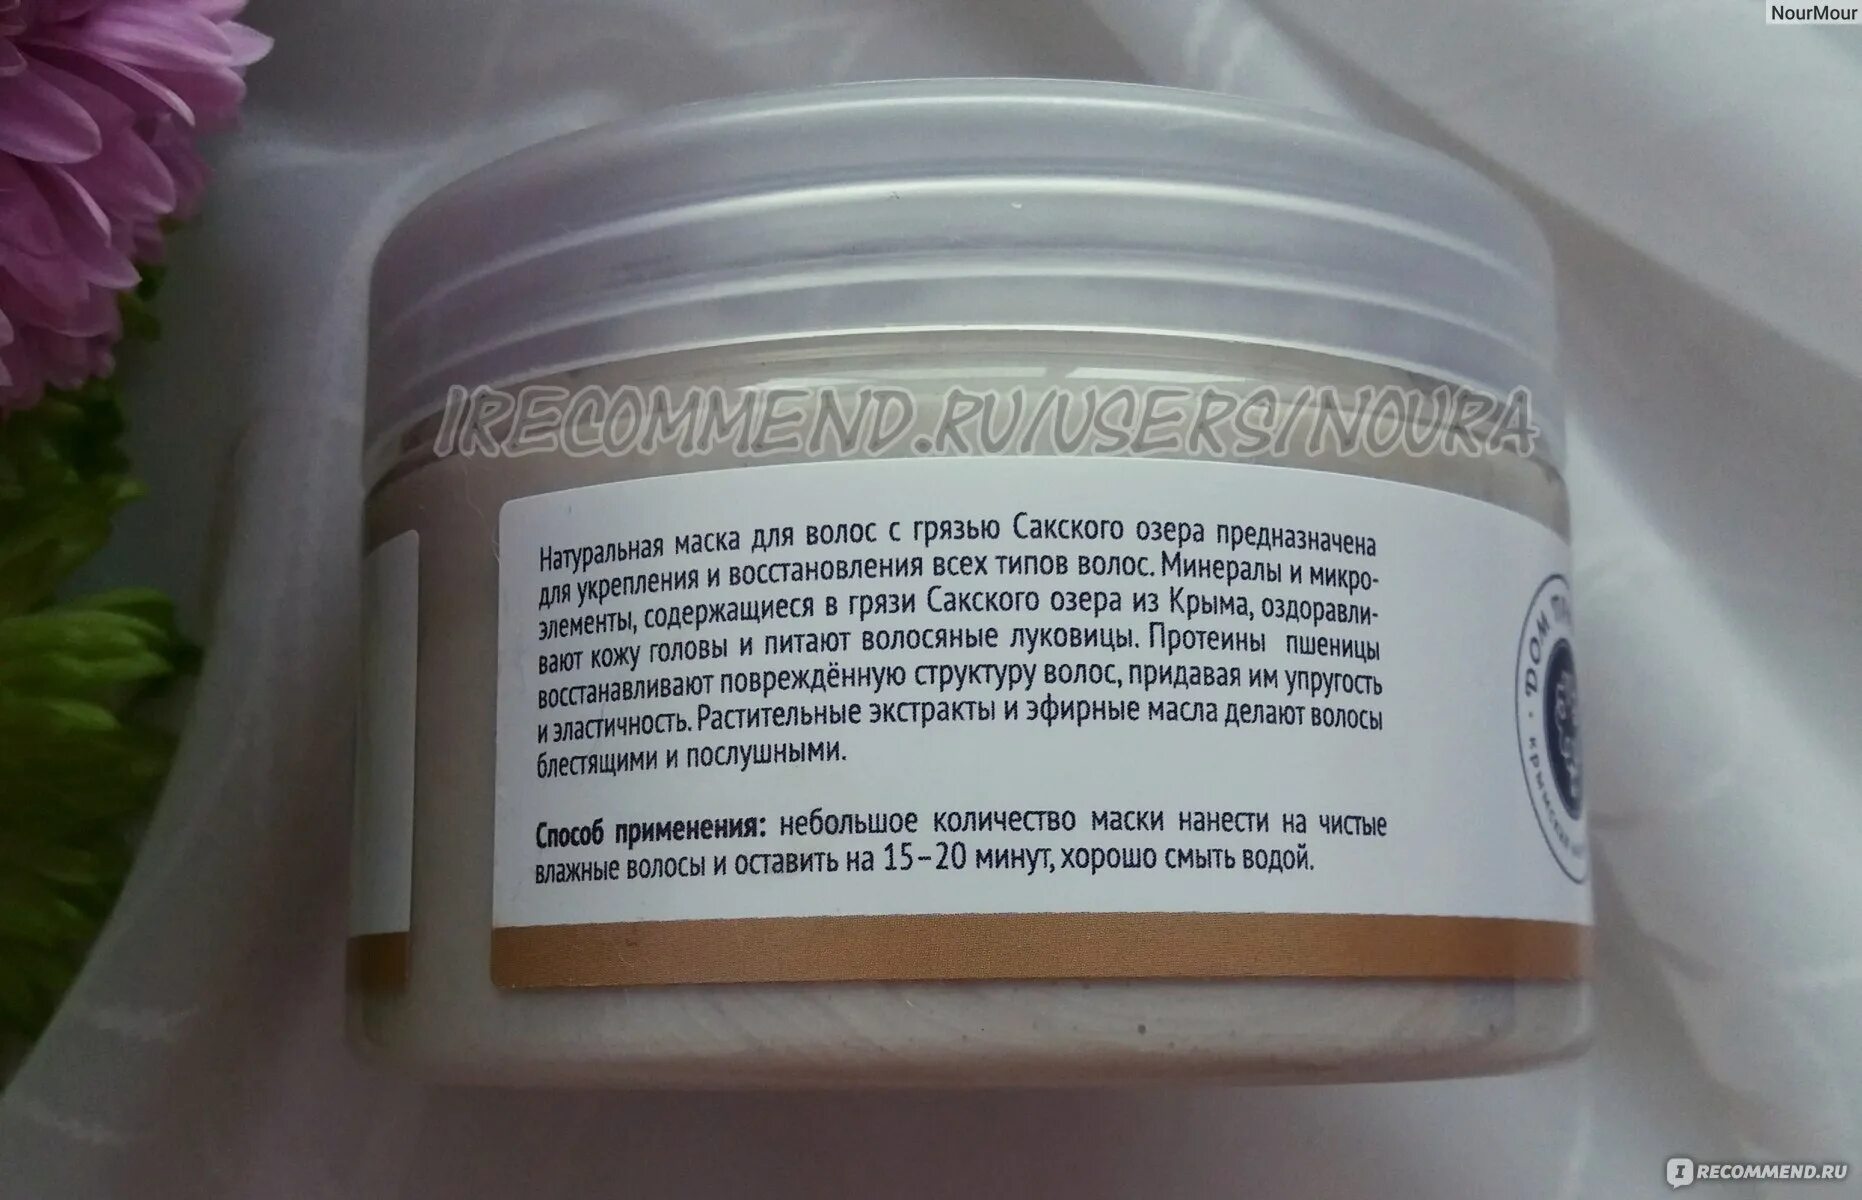 NourMour
IRECOMMEND.RU/USERS/NOURA
Натуральная маска для волос с грязью Сакского озера предназначена
для укрепления и восстановления всех типов волос. Минералы и микро-
элементы, содержащиеся в грязи Сакского озера из Крыма, оздоравли-
вают кожу головы и питают волосяные луковицы. Протеины пшеницы
восстанавливают повреждённую структуру волос, придавая им упругость
и эластичность. Растительные экстракты и эфирные масла делают волосы
блестящими и послушными.
Способ применения: небольшое количество маски нанести на чистые
влажные волосы и оставить на 15–20 минут, хорошо смыть водой.
ДОМ
IRECOMMEND.RU